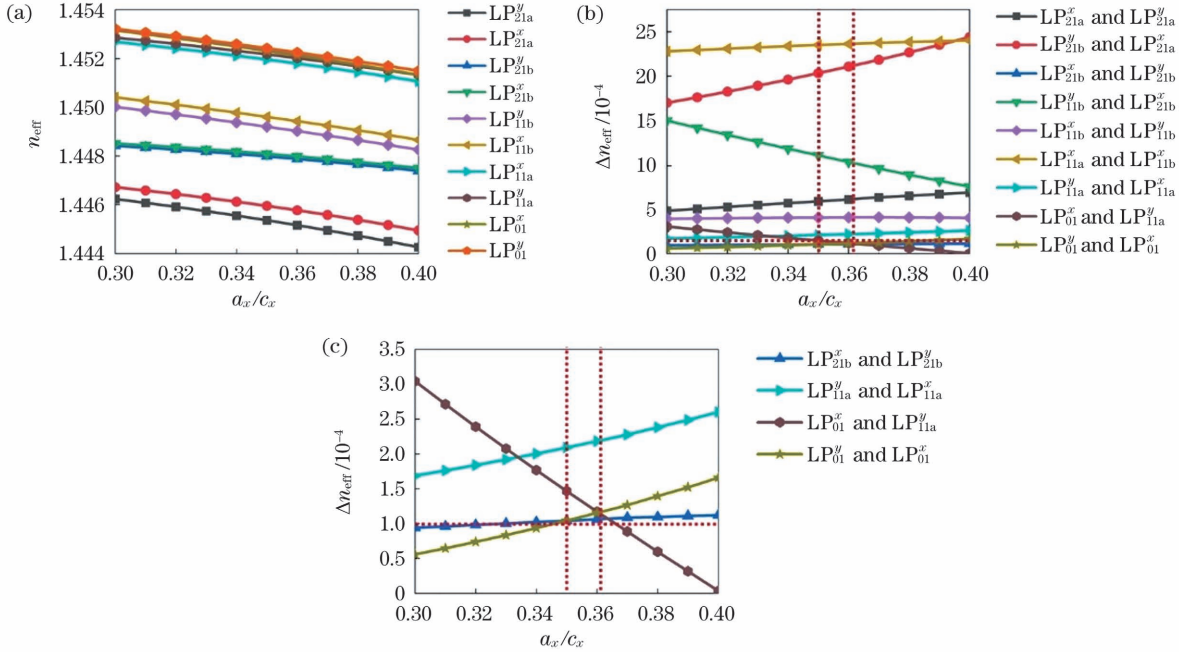 (a)
1.454
1.452
1.450
1.448
1.446
1.444
n_eff
0.30 0.32 0.34 0.36 0.38 0.40
a_x/c_x
LP^y_21a
LP^x_21a
LP^y_21b
LP^x_21b
LP^y_11b
LP^x_11b
LP^x_11a
LP^y_11a
LP^x_01
LP^y_01
(b)
25
20
15
10
5
0
Δn_eff /10^-4
0.30 0.32 0.34 0.36 0.38 0.40
a_x/c_x
LP^x_21a and LP^y_21a
LP^y_21b and LP^x_21a
LP^x_21b and LP^y_21b
LP^y_11b and LP^x_21b
LP^x_11b and LP^y_11b
LP^x_11a and LP^x_11b
LP^y_11a and LP^x_11a
LP^x_01 and LP^y_11a
LP^y_01 and LP^x_01
(c)
3.5
3.0
2.5
2.0
1.5
1.0
0.5
0
Δn_eff /10^-4
0.30 0.32 0.34 0.36 0.38 0.40
a_x/c_x
LP^x_21b and LP^y_21b
LP^y_11a and LP^x_11a
LP^x_01 and LP^y_11a
LP^y_01 and LP^x_01